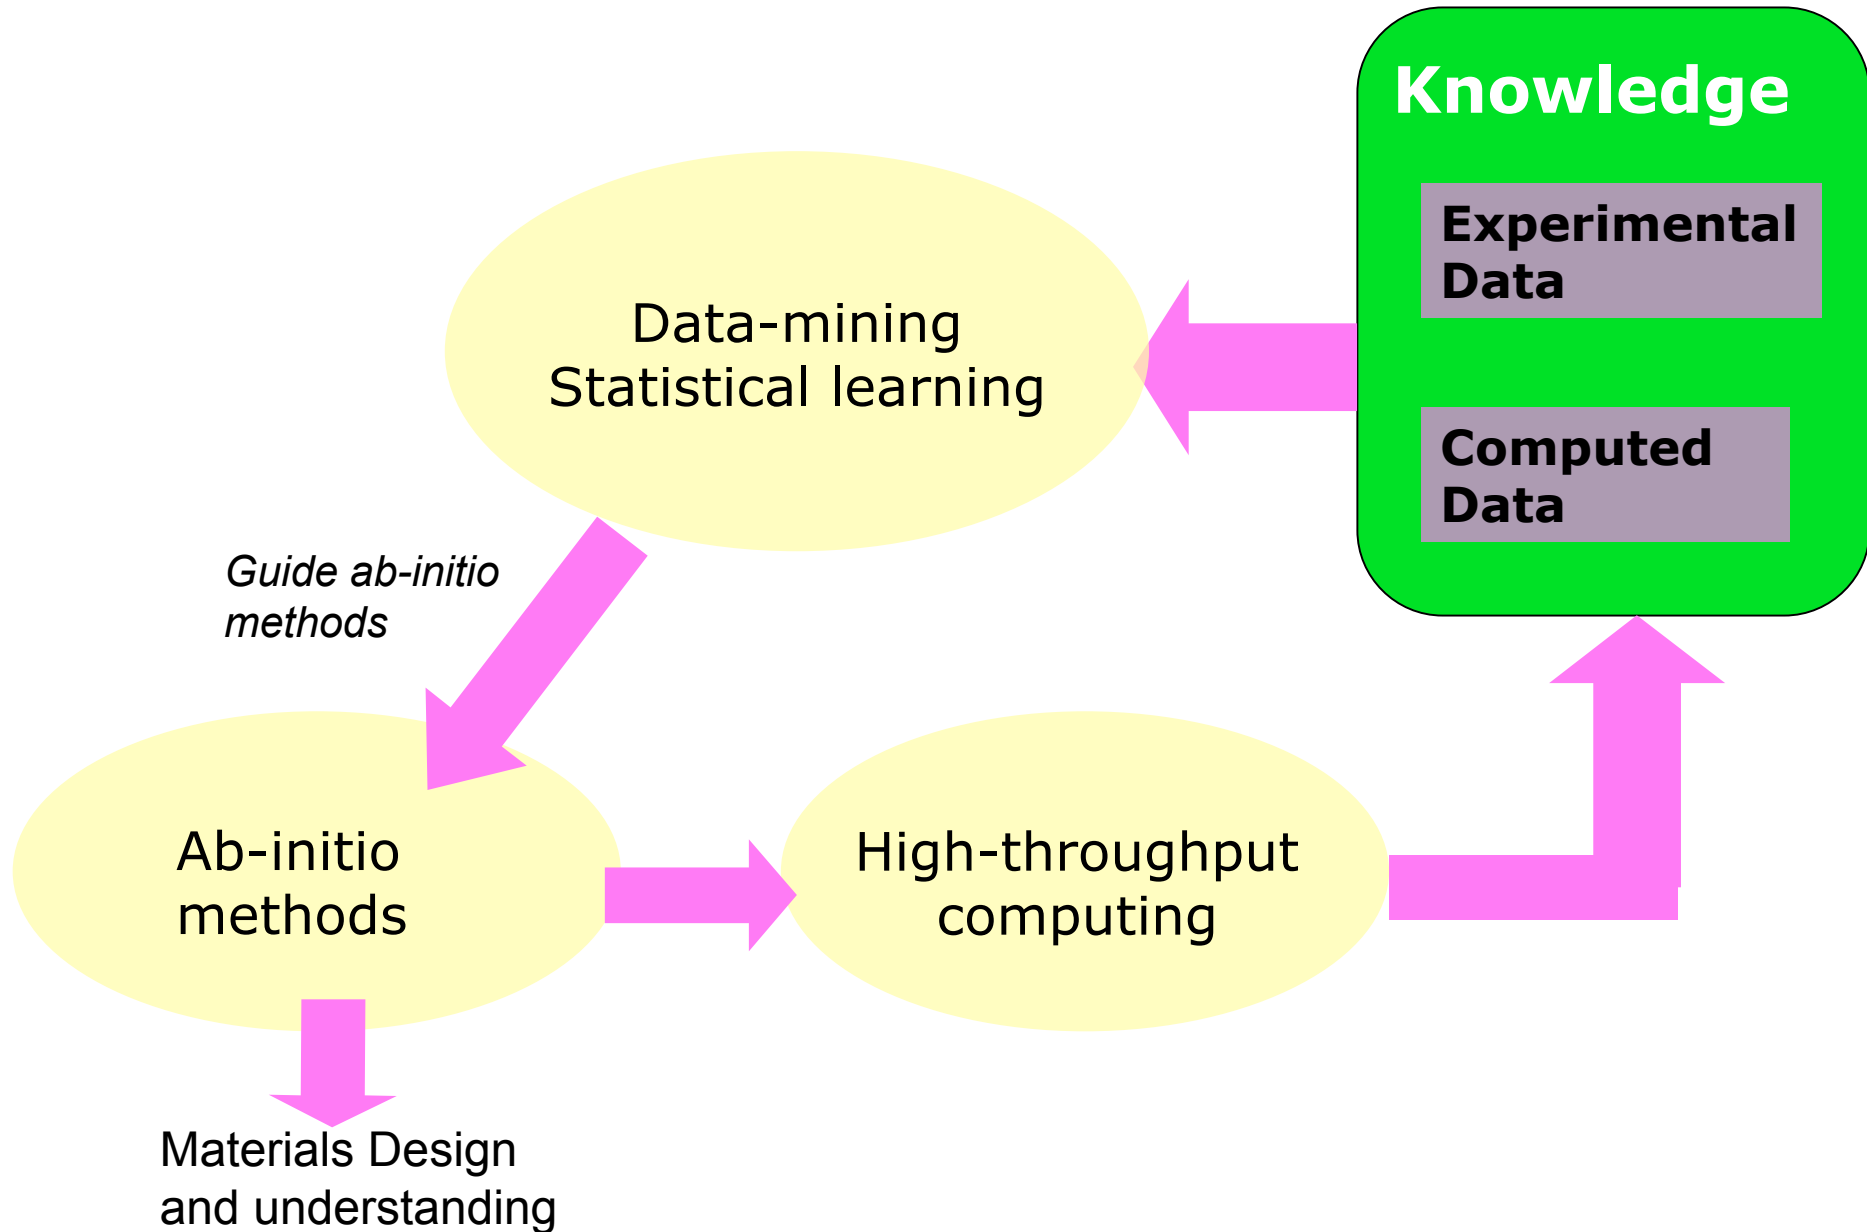 Knowledge
Experimental
Data
Computed
Data
Data-mining
Statistical learning
Guide ab-initio
methods
Ab-initio
methods
High-throughput
computing
Materials Design
and understanding